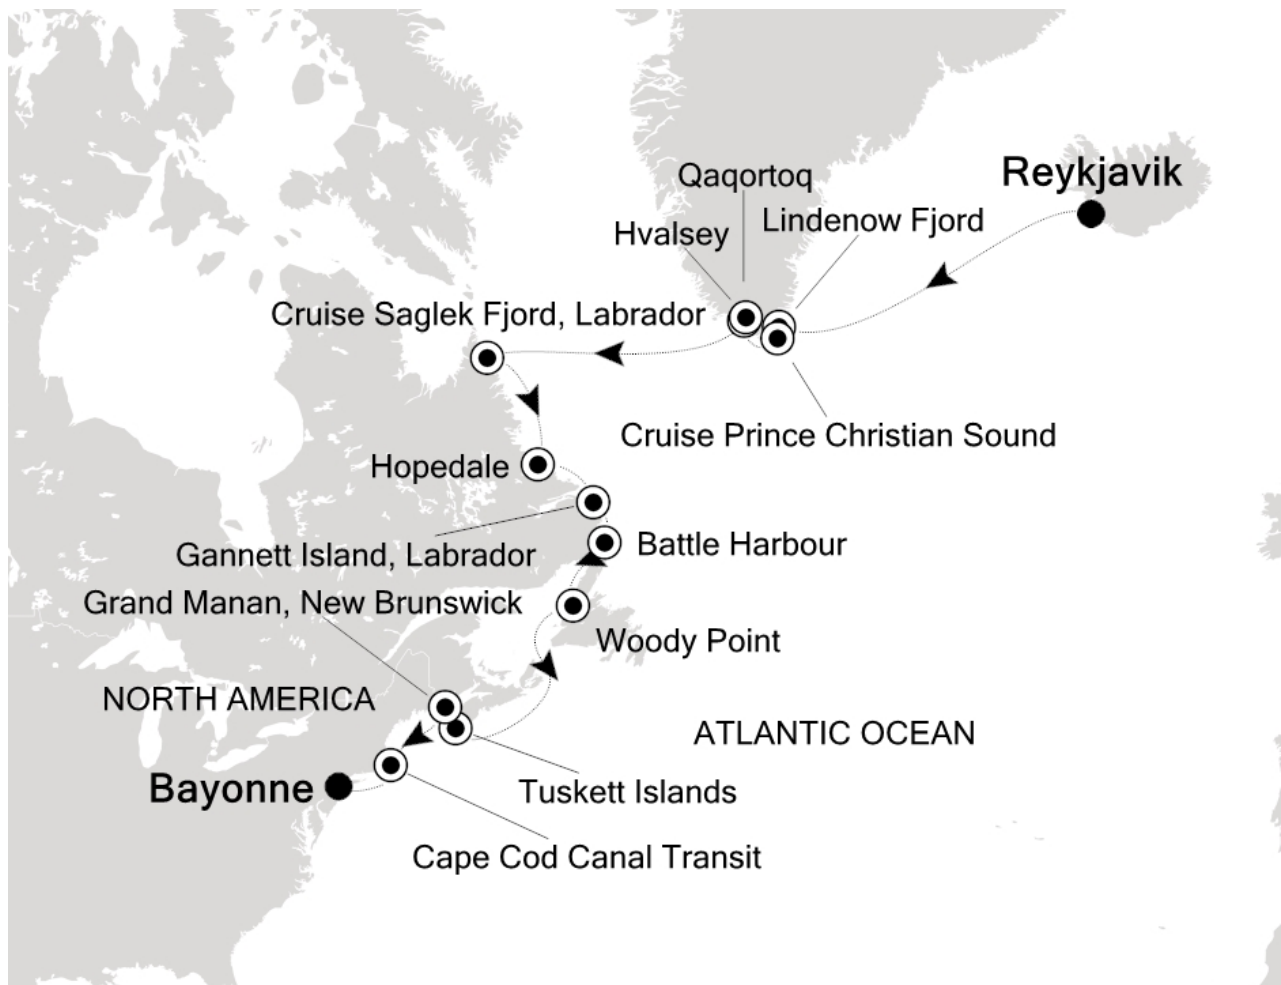 Qaqortoq
Reykjavik
Hvalsey
Lindenow Fjord
Cruise Saglek Fjord, Labrador
Cruise Prince Christian Sound
Hopedale
Gannett Island, Labrador
Battle Harbour
Grand Manan, New Brunswick
Woody Point
NORTH AMERICA
ATLANTIC OCEAN
Bayonne
Tuskett Islands
Cape Cod Canal Transit